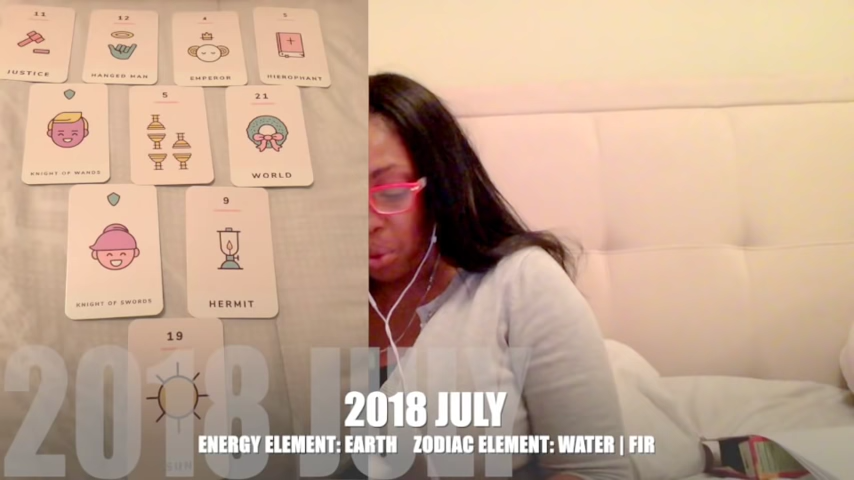 11
JUSTICE
12
HANGED MAN
4
EMPEROR
5
HIEROPHANT
KNIGHT OF WANDS
5
21
WORLD
KNIGHT OF SWORDS
9
HERMIT
19
SUN
2018 JULY
2018 JULY
ENERGY ELEMENT: EARTH ZODIAC ELEMENT: WATER | FIR